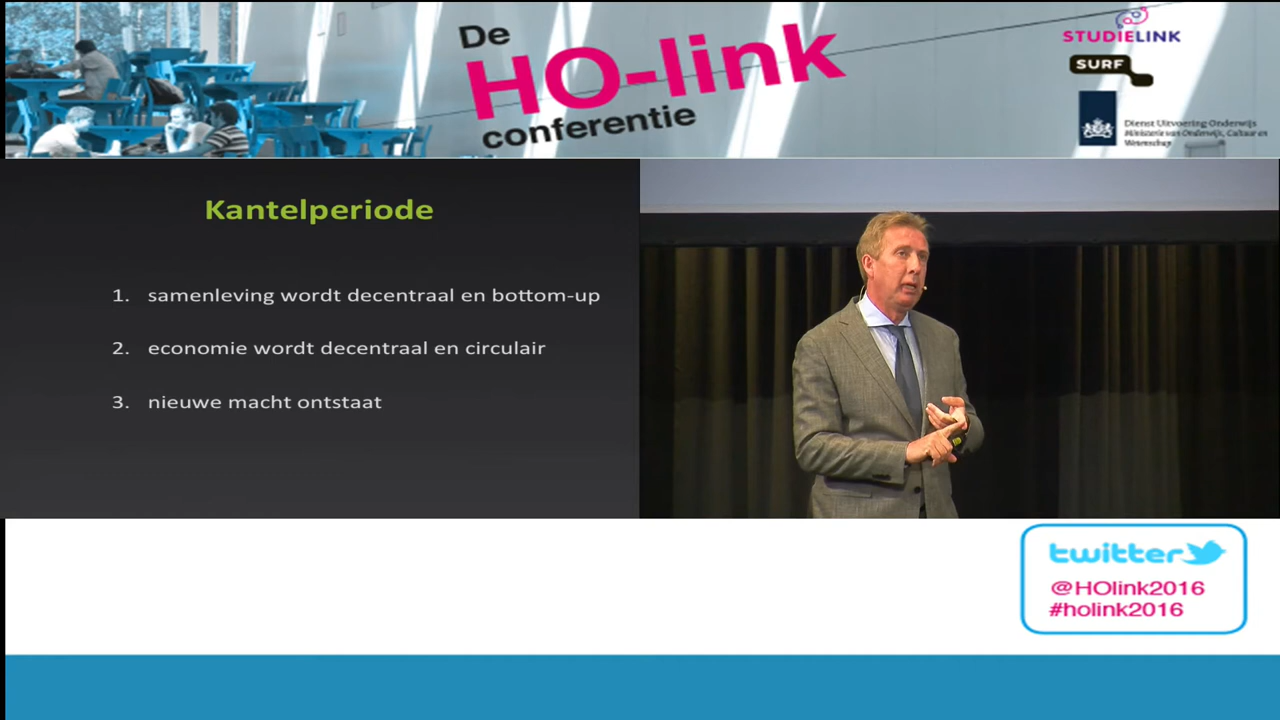 De
HO-link
conferentie
STUDIELINK
SURF
Dienst Uitvoering Onderwijs
Ministerie van Onderwijs, Cultuur en
Wetenschap
Kantelperiode
1. samenleving wordt decentraal en bottom-up
2. economie wordt decentraal en circulair
3. nieuwe macht ontstaat
twitter
@HOlink2016
#holink2016